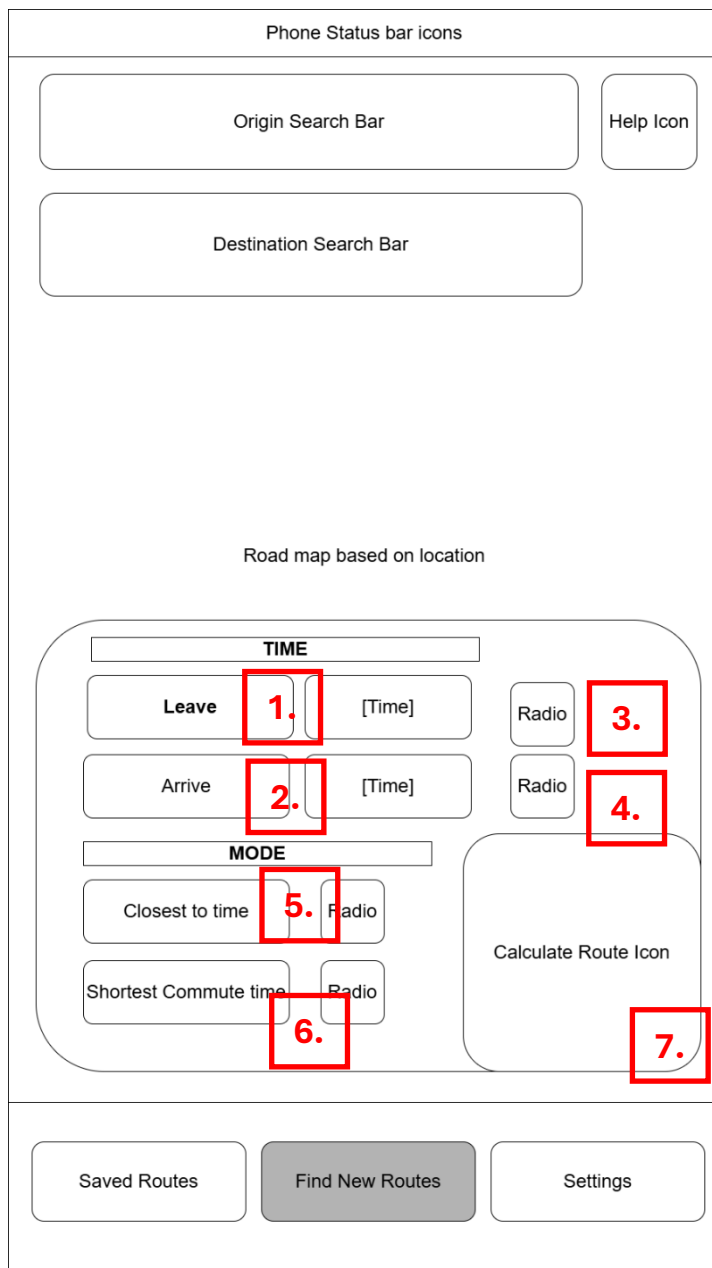 Phone Status bar icons
Origin Search Bar
Help Icon
Destination Search Bar
Road map based on location
TIME
Leave
1.
[Time]
Radio
3.
Arrive
2.
[Time]
Radio
4.
MODE
Closest to time
5.
Radio
Calculate Route Icon
Shortest Commute time
Radio
6.
7.
Saved Routes
Find New Routes
Settings